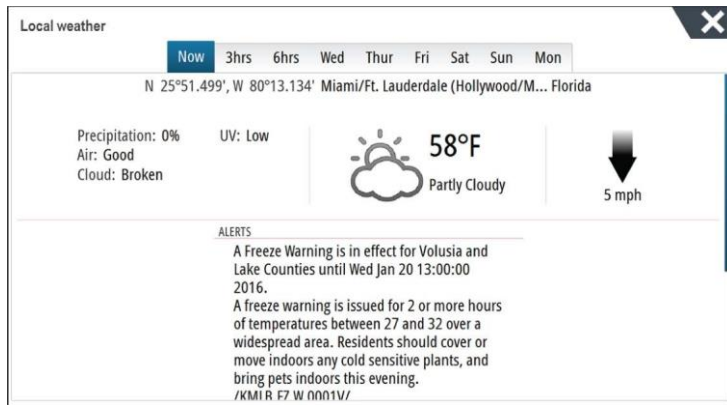 Local weather
Now 3hrs 6hrs Wed Thur Fri Sat Sun Mon
N 25°51.499', W 80°13.134' Miami/Ft. Lauderdale (Hollywood/M... Florida
Precipitation: 0% UV: Low
Air: Good
Cloud: Broken
58°F
Partly Cloudy
5 mph
ALERTS
A Freeze Warning is in effect for Volusia and
Lake Counties until Wed Jan 20 13:00:00
2016.
A freeze warning is issued for 2 or more hours
of temperatures between 27 and 32 over a
widespread area. Residents should cover or
move indoors any cold sensitive plants, and
bring pets indoors this evening.
/KMLB FZ W 0001V/